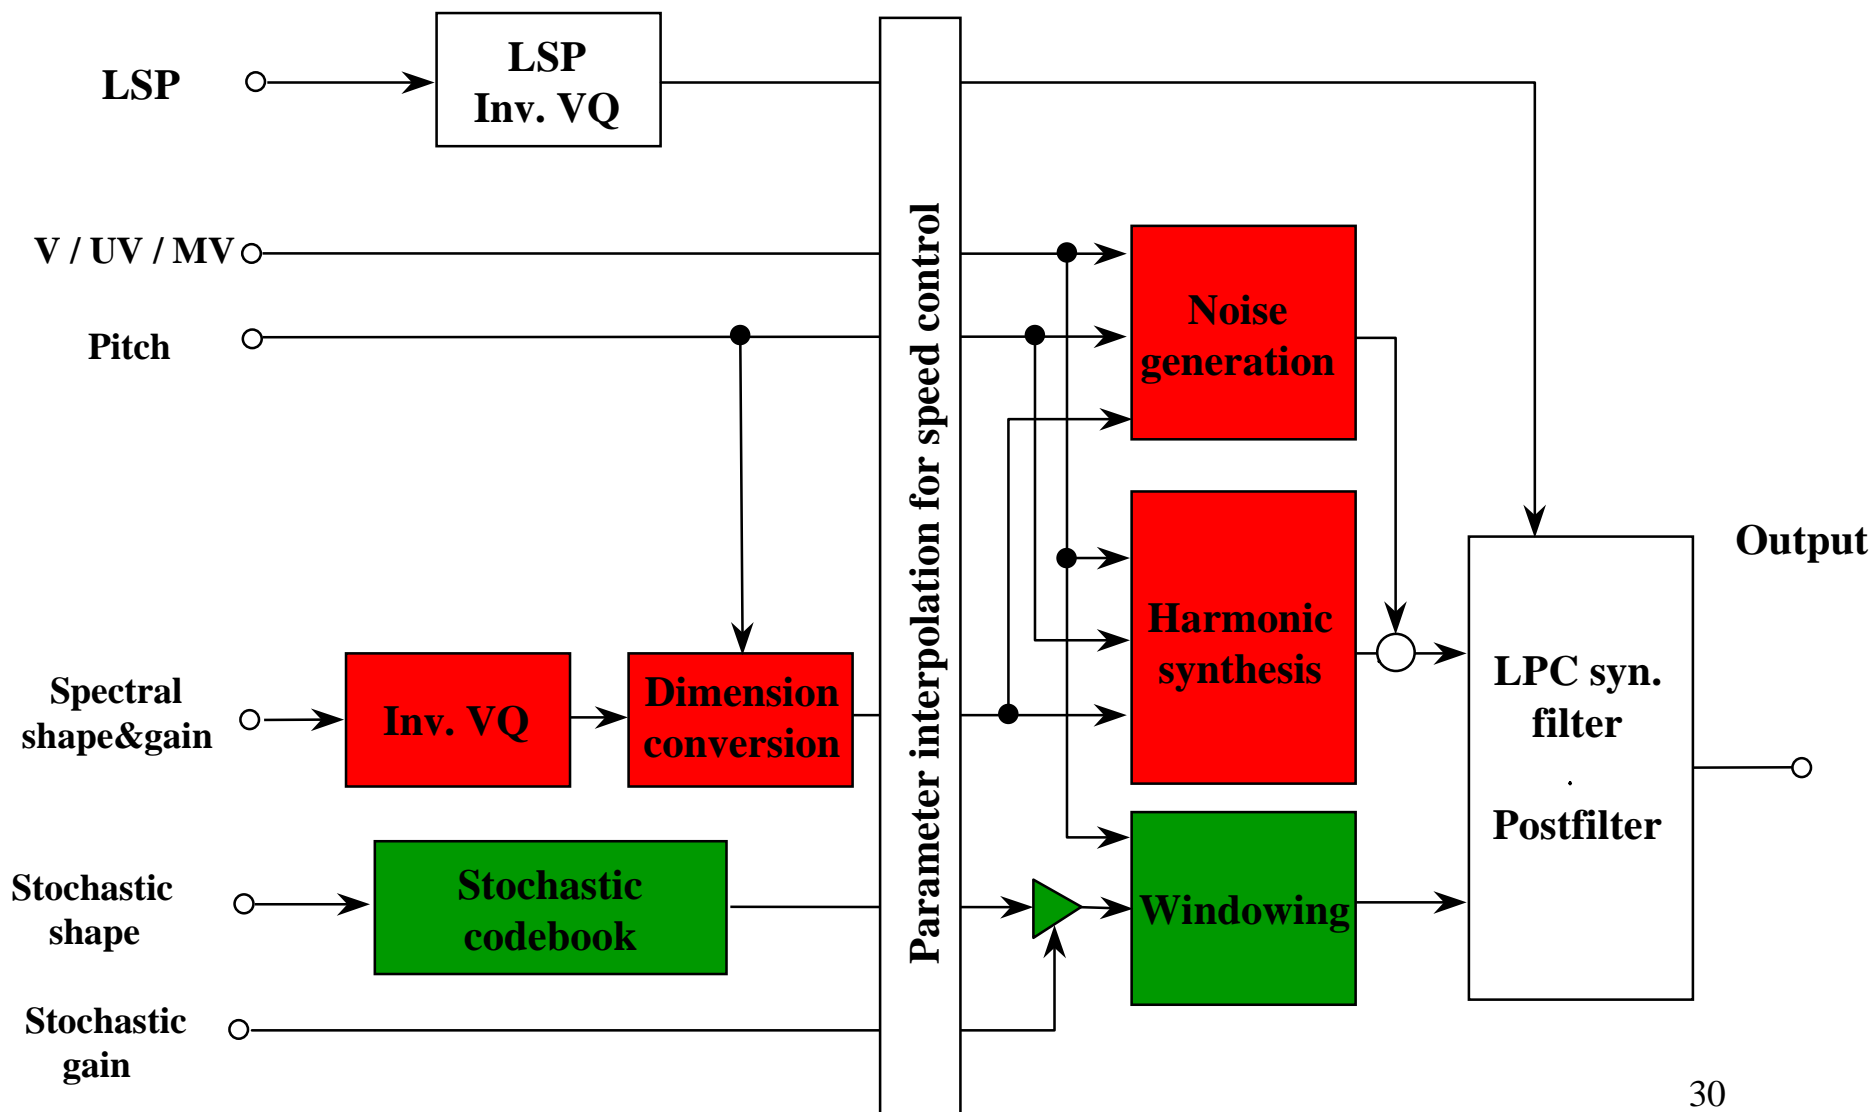 LSP
LSP
Inv. VQ
V / UV / MV
Pitch
Parameter interpolation for speed control
Noise
generation
Harmonic
synthesis
Output
Spectral
shape&gain
Inv. VQ
Dimension
conversion
LPC syn.
filter
.
Postfilter
Stochastic
shape
Stochastic
codebook
Windowing
Stochastic
gain
30